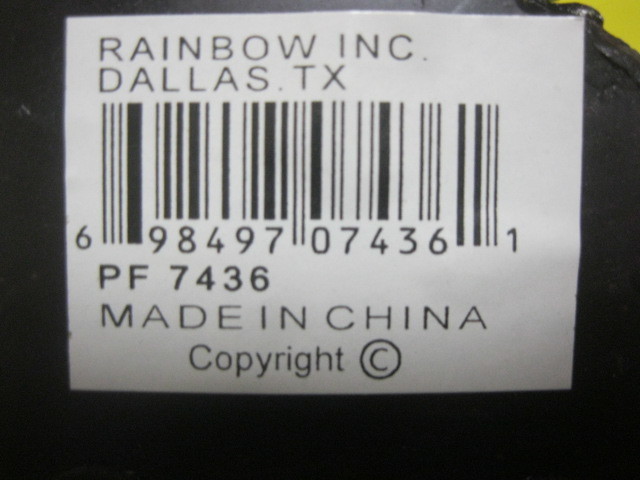 RAINBOW INC.
DALLAS.TX
6 98497 07436 1
PF 7436
MADE IN CHINA
Copyright ©